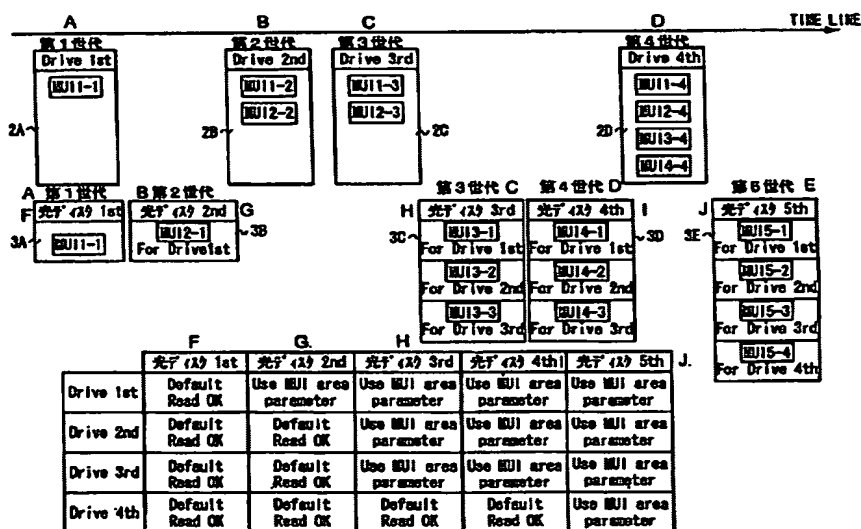 A B C D TIME LINE
第1世代 第2世代 第3世代 第4世代
Drive 1st Drive 2nd Drive 3rd Drive 4th
MUI1-1 MUI1-2 MUI1-3 MUI1-4
MUI2-2 MUI2-3 MUI2-4
2A 2B 2C 2D MUI3-4
MUI4-4
A 第1世代 B 第2世代 第3世代 C 第4世代 D 第5世代 E
F 光ディスク 1st 光ディスク 2nd G H 光ディスク 3rd 光ディスク 4th I J 光ディスク 5th
3A MUI1-1 MUI2-1 3B 3C MUI3-1 MUI4-1 3D 3E MUI5-1
For Drive1st For Drive 1st For Drive 1st For Drive 1st
MUI3-2 MUI4-2 MUI5-2
For Drive 2nd For Drive 2nd For Drive 2nd
MUI3-3 MUI4-3 MUI5-3
For Drive 3rd For Drive 3rd For Drive 3rd
MUI5-4
For Drive 4th
F G. H
光ディスク 1st 光ディスク 2nd 光ディスク 3rd 光ディスク 4th I 光ディスク 5th J.
Drive 1st Default Use MUI area Use MUI area Use MUI area Use MUI area
Read OK parameter parameter parameter parameter
Drive 2nd Default Default Use MUI area Use MUI area Use MUI area
Read OK Read OK parameter parameter parameter
Drive 3rd Default Default Use MUI area Use MUI area Use MUI area
Read OK Read OK parameter parameter parameter
Drive 4th Default Default Default Default Use MUI area
Read OK Read OK Read OK Read OK parameter